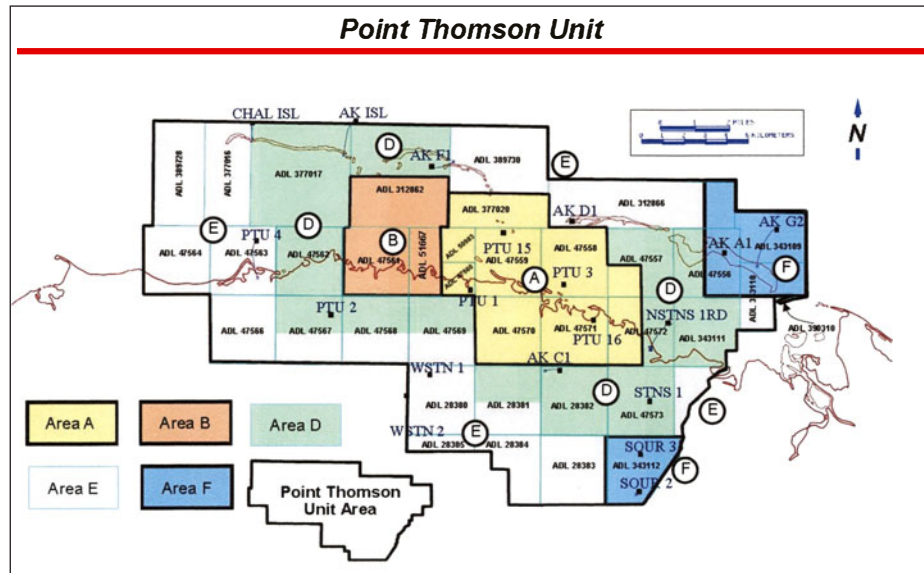 Point Thomson Unit
MILES
KILOMETERS
N
CHAL ISL
AK ISL
D
AK F1
ADL 389730
E
ADL 389728
ADL 377016
ADL 377017
ADL 312862
ADL 377020
AK D1
ADL 312866
AK G2
E
D
B
PTU 4
ADL 47564
ADL 47563
ADL 47562
ADL 47561
ADL 51667
PTU 15
ADL 47559
ADL 47558
ADL 47557
AK A1
ADL 343109
ADL 47556
F
A
PTU 3
D
PTU 1
PTU 2
ADL 47566
ADL 47567
ADL 47568
ADL 47569
ADL 47570
ADL 47571
PTU 16
ADL 47572
NSTNS 1RD
ADL 343111
ADL 390310
WSTN 1
AK C1
D
STNS 1
ADL 28380
ADL 28381
ADL 28382
ADL 47573
E
WSTN 2
E
ADL 28385
ADL 28384
ADL 28383
SOUR 3
ADL 343112
F
SOUR 2
Area A
Area B
Area D
Area E
Area F
Point Thomson
Unit Area